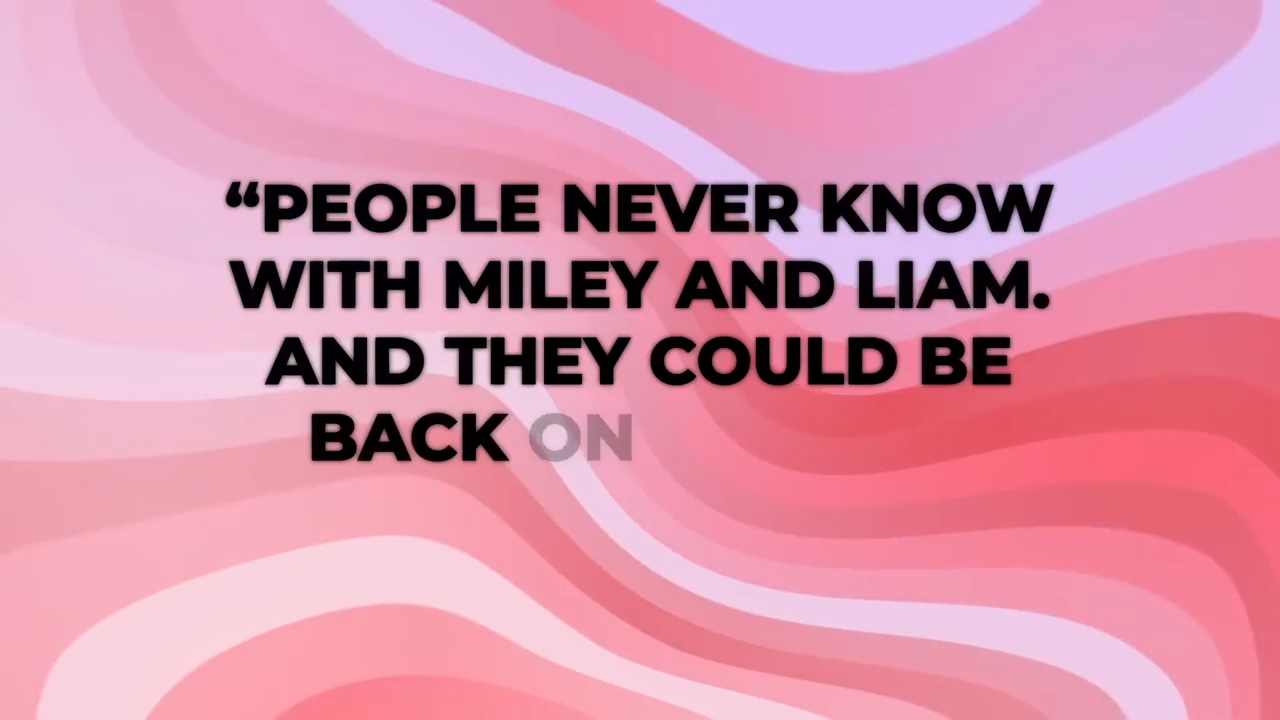 “PEOPLE NEVER KNOW
WITH MILEY AND LIAM.
AND THEY COULD BE
BACK ON